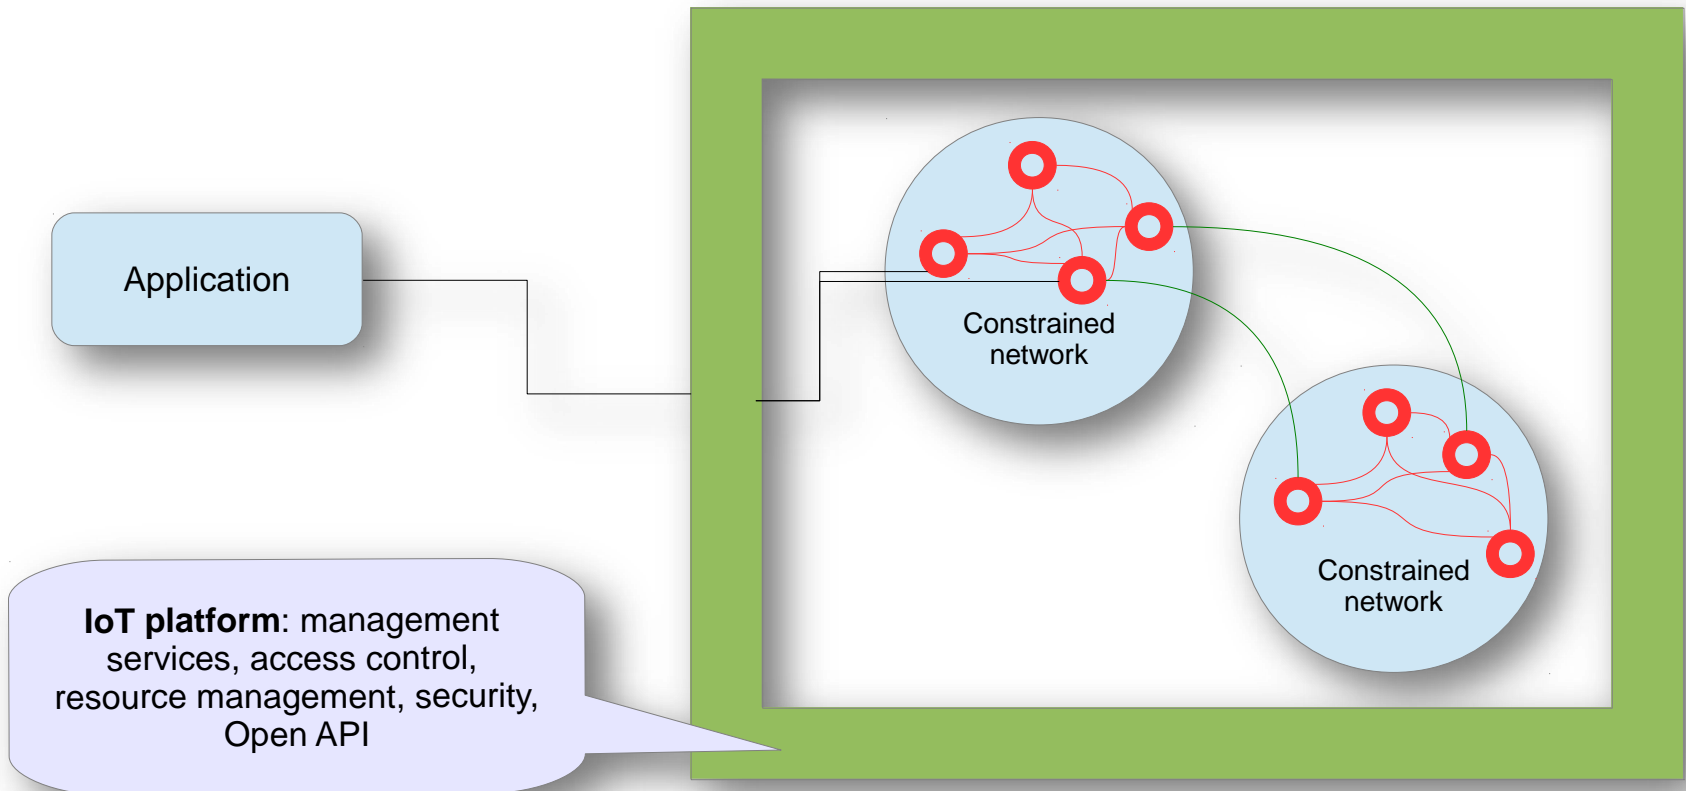 Application
Constrained
network
Constrained
network
IoT platform: management
services, access control,
resource management, security,
Open API